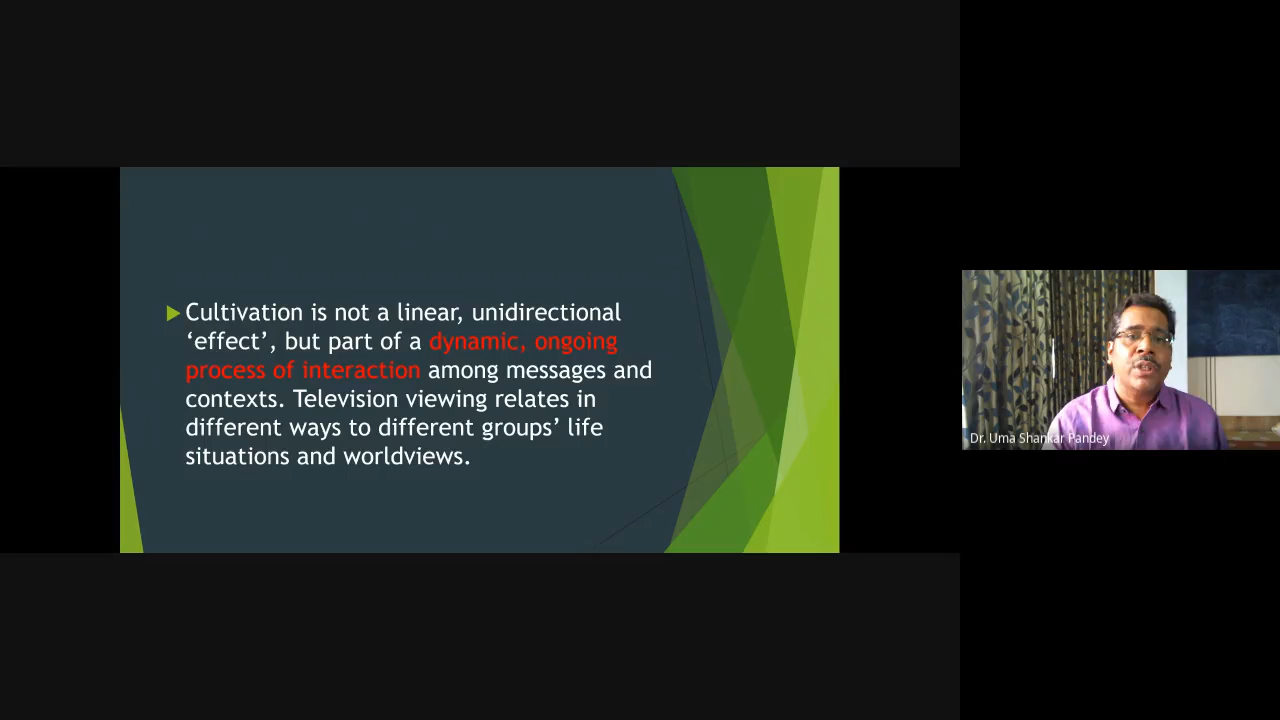 Cultivation is not a linear, unidirectional
‘effect’, but part of a dynamic, ongoing
process of interaction among messages and
contexts. Television viewing relates in
different ways to different groups’ life
situations and worldviews.
Dr. Uma Shankar Pandey